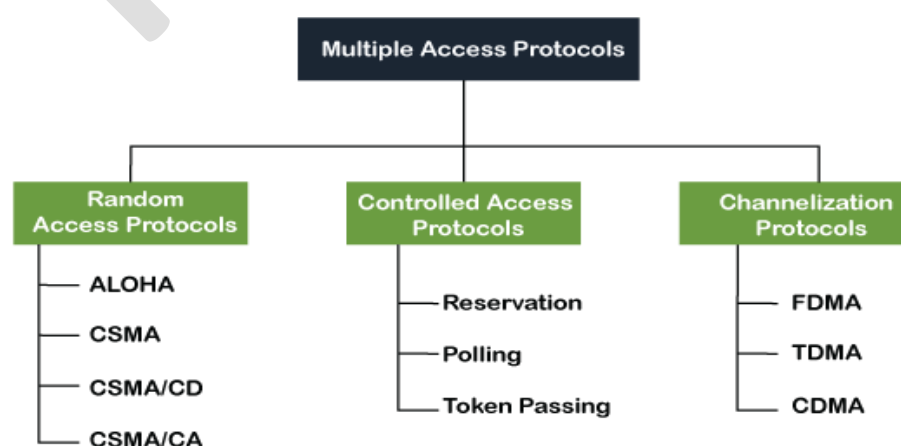 Multiple Access Protocols
Random
Access Protocols
ALOHA
CSMA
CSMA/CD
CSMA/CA
Controlled Access
Protocols
Reservation
Polling
Token Passing
Channelization
Protocols
FDMA
TDMA
CDMA